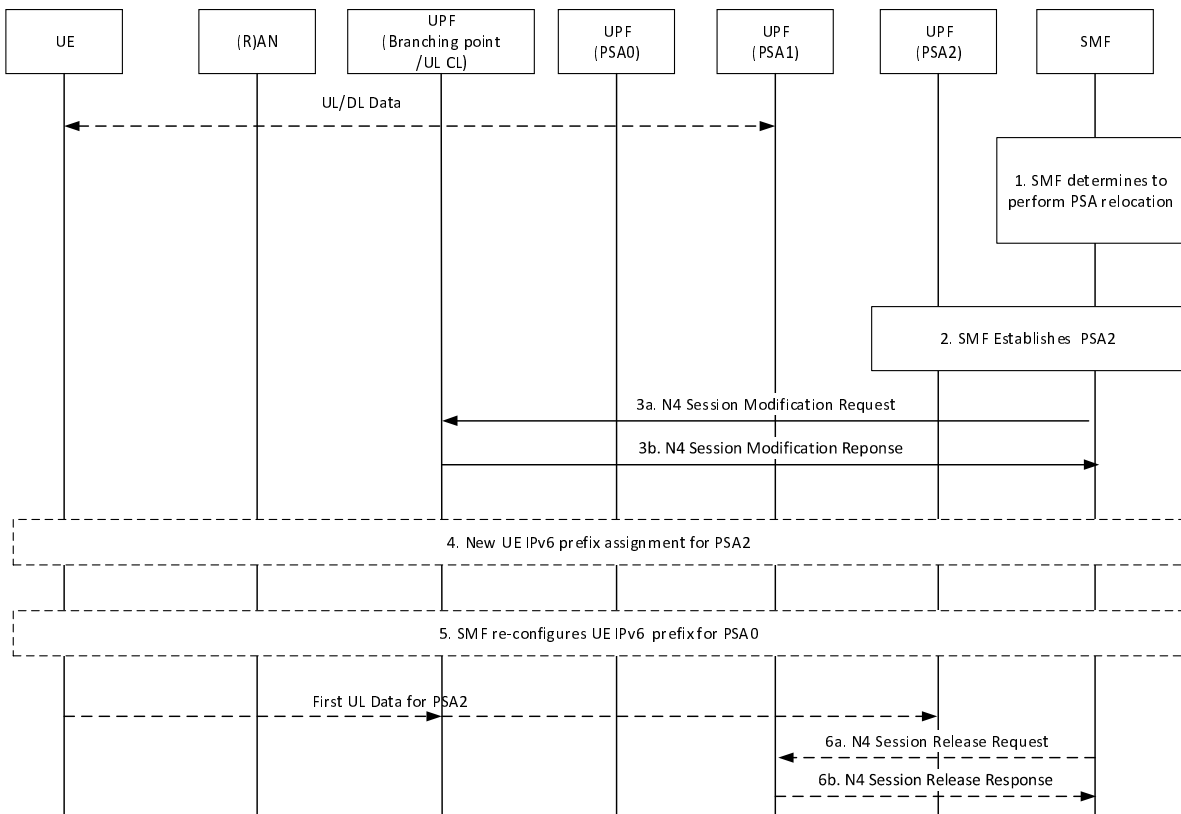 UE
(R)AN
UPF
(Branching point
/UL CL)
UPF
(PSA0)
UPF
(PSA1)
UPF
(PSA2)
SMF
UL/DL Data
1. SMF determines to
perform PSA relocation
2. SMF Establishes PSA2
3a. N4 Session Modification Request
3b. N4 Session Modification Reponse
4. New UE IPv6 prefix assignment for PSA2
5. SMF re-configures UE IPv6 prefix for PSA0
First UL Data for PSA2
6a. N4 Session Release Request
6b. N4 Session Release Response